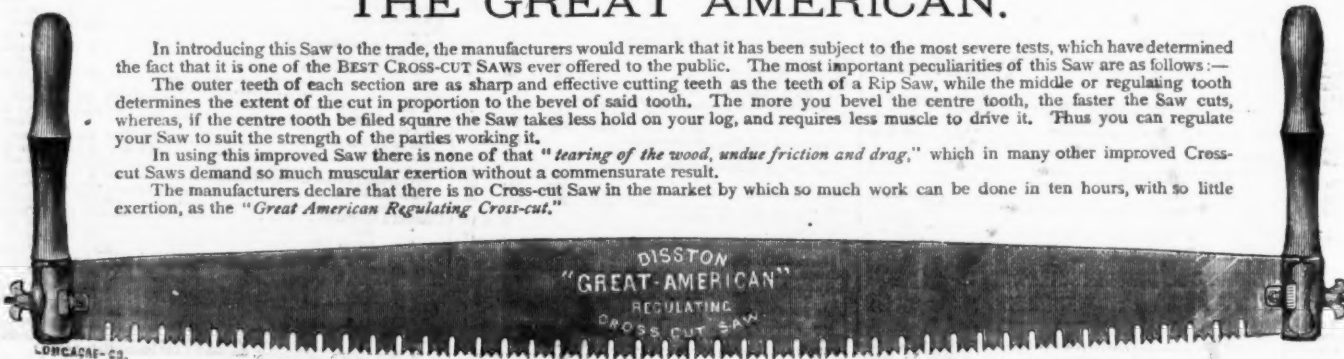 THE GREAT AMERICAN.
In introducing this Saw to the trade, the manufacturers would remark that it has been subject to the most severe tests, which have determined
the fact that it is one of the BEST CROSS-CUT SAWS ever offered to the public. The most important peculiarities of this Saw are as follows:—
The outer teeth of each section are as sharp and effective cutting teeth as the teeth of a Rip Saw, while the middle or regulating tooth
determines the extent of the cut in proportion to the bevel of said tooth. The more you bevel the centre tooth, the faster the Saw cuts,
whereas, if the centre tooth be filed square the Saw takes less hold on your log, and requires less muscle to drive it. Thus you can regulate
your Saw to suit the strength of the parties working it.
In using this improved Saw there is none of that "tearing of the wood, undue friction and drag," which in many other improved Cross-
cut Saws demand so much muscular exertion without a commensurate result.
The manufacturers declare that there is no Cross-cut Saw in the market by which so much work can be done in ten hours, with so little
exertion, as the "Great American Regulating Cross-cut."
DISSTON
"GREAT-AMERICAN"
REGULATING
CROSS CUT SAW.
LONGACRE-CO.